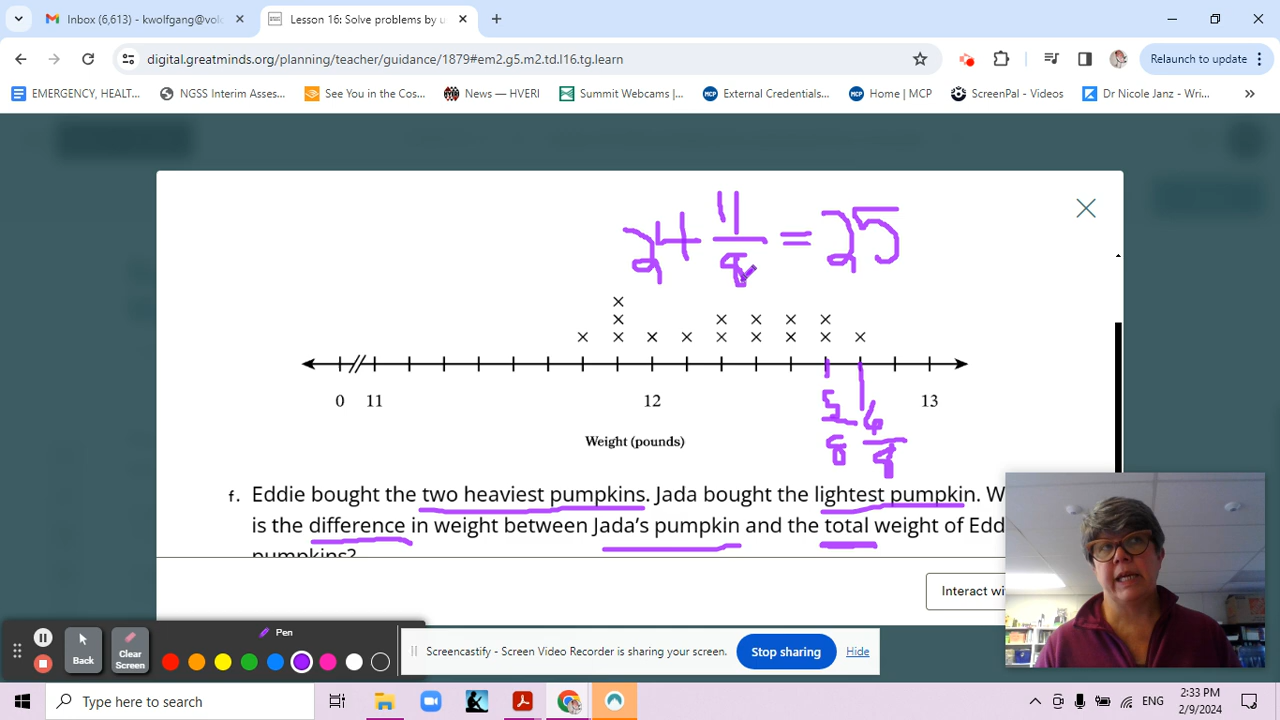 Inbox (6,613) - kwolfgang@volc
Lesson 16: Solve problems by u
digital.greatminds.org/planning/teacher/guidance/1879#em2.g5.m2.td.l16.tg.learn
Relaunch to update
EMERGENCY, HEALT...
NGSS Interim Asses...
See You in the Cos...
News — HVERI
Summit Webcams |...
External Credentials...
Home | MCP
ScreenPal - Videos
Dr Nicole Janz - Wri...
24 + 11/8 = 25
0 11 12 13
5/8 6/8
Weight (pounds)
f. Eddie bought the two heaviest pumpkins. Jada bought the lightest pumpkin. W
is the difference in weight between Jada's pumpkin and the total weight of Edd
pumpkins?
Interact wi
Pen
Back
Clear Screen
Screencastify - Screen Video Recorder is sharing your screen.
Stop sharing
Hide
Type here to search
ENG
2:33 PM
2/9/2024